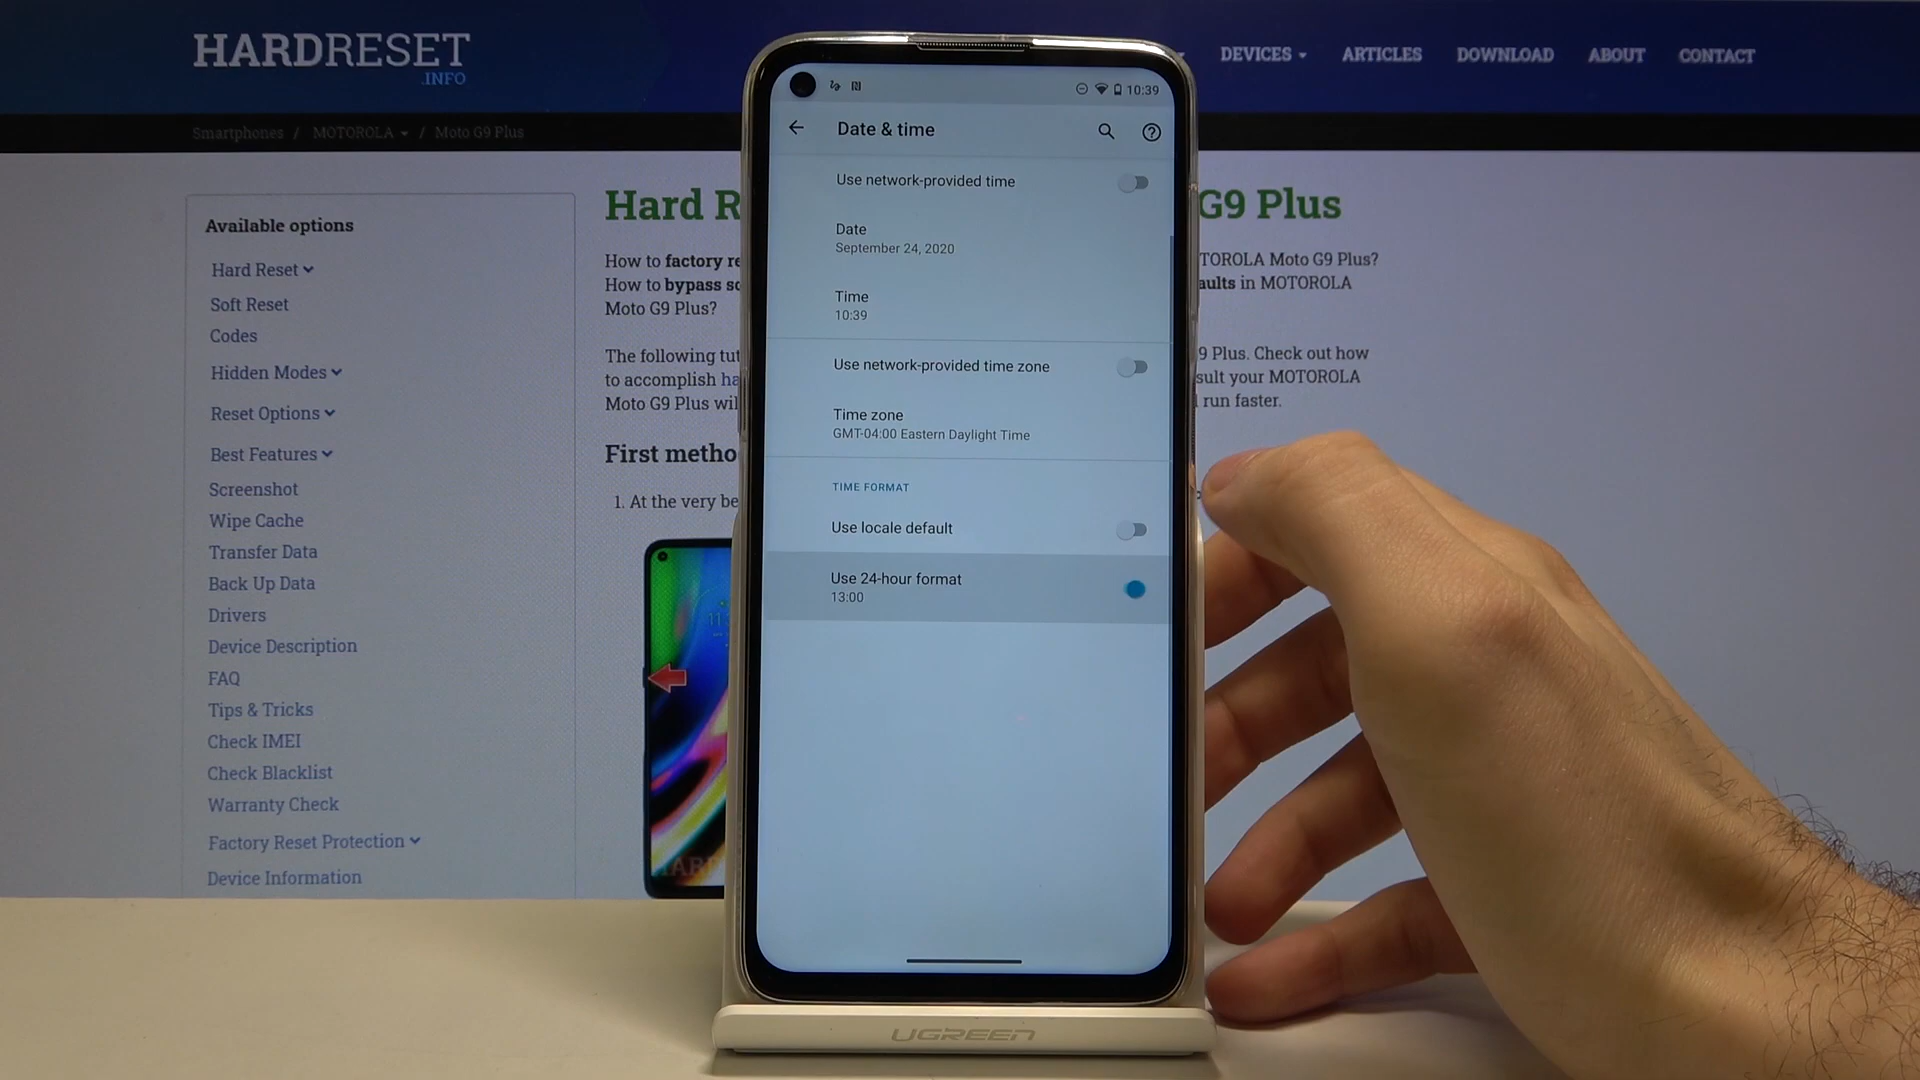 HARDRESET
.INFO
DEVICES
ARTICLES
DOWNLOAD
ABOUT
CONTACT
Smartphones / MOTOROLA / Moto G9 Plus
Available options
Hard Reset
Soft Reset
Codes
Hidden Modes
Reset Options
Best Features
Screenshot
Wipe Cache
Transfer Data
Back Up Data
Drivers
Device Description
FAQ
Tips & Tricks
Check IMEI
Check Blacklist
Warranty Check
Factory Reset Protection
Device Information
Hard R
G9 Plus
How to factory re
TOROLA Moto G9 Plus?
How to bypass sc
aults in MOTOROLA
Moto G9 Plus?
The following tut
9 Plus. Check out how
to accomplish ha
sult your MOTOROLA
Moto G9 Plus wil
run faster.
First metho
1. At the very be
10:39
Date & time
Use network-provided time
Date
September 24, 2020
Time
10:39
Use network-provided time zone
Time zone
GMT-04:00 Eastern Daylight Time
TIME FORMAT
Use locale default
Use 24-hour format
13:00
UGREEN